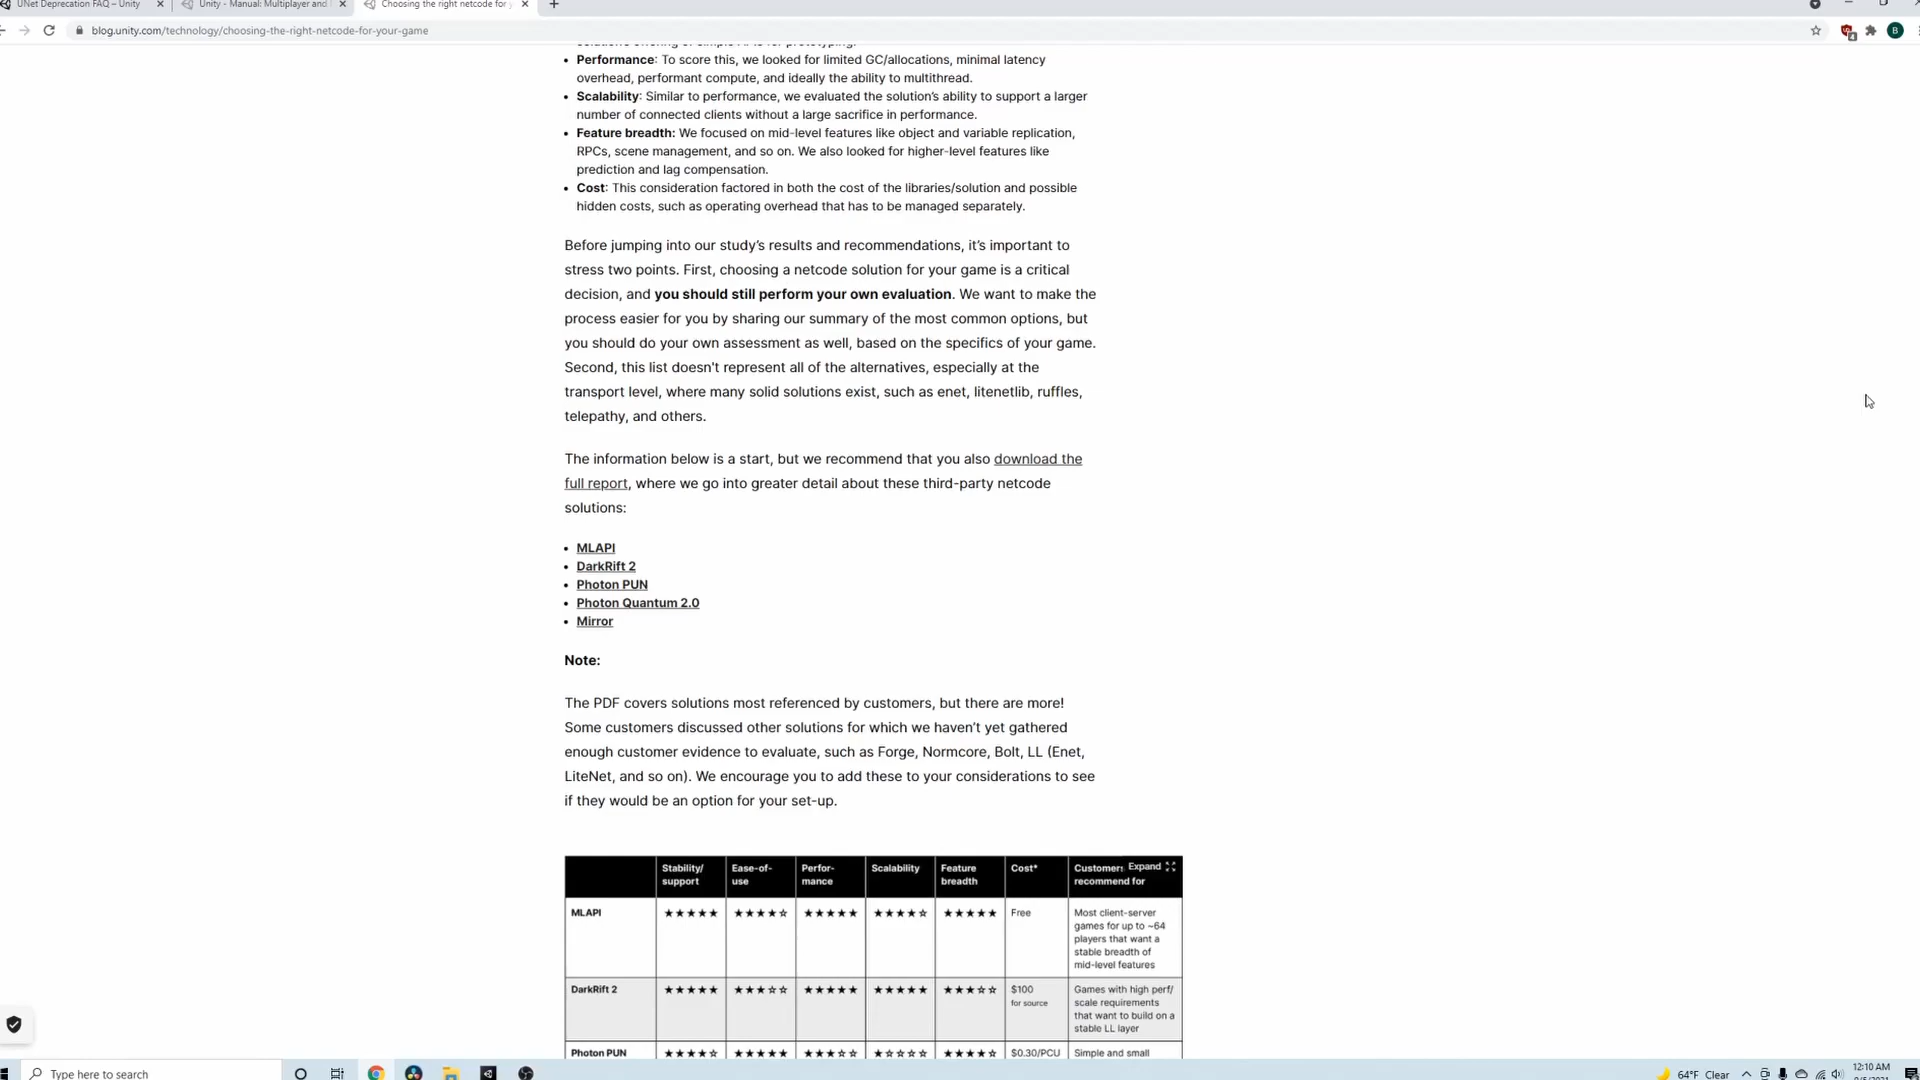 UNet Deprecation FAQ – Unity
Unity - Manual: Multiplayer and
Choosing the right netcode for
blog.unity.com/technology/choosing-the-right-netcode-for-your-game
B
• Performance: To score this, we looked for limited GC/allocations, minimal latency
overhead, performant compute, and ideally the ability to multithread.
• Scalability: Similar to performance, we evaluated the solution's ability to support a larger
number of connected clients without a large sacrifice in performance.
• Feature breadth: We focused on mid-level features like object and variable replication,
RPCs, scene management, and so on. We also looked for higher-level features like
prediction and lag compensation.
• Cost: This consideration factored in both the cost of the libraries/solution and possible
hidden costs, such as operating overhead that has to be managed separately.
Before jumping into our study's results and recommendations, it's important to
stress two points. First, choosing a netcode solution for your game is a critical
decision, and you should still perform your own evaluation. We want to make the
process easier for you by sharing our summary of the most common options, but
you should do your own assessment as well, based on the specifics of your game.
Second, this list doesn't represent all of the alternatives, especially at the
transport level, where many solid solutions exist, such as enet, litenetlib, ruffles,
telepathy, and others.
The information below is a start, but we recommend that you also download the
full report, where we go into greater detail about these third-party netcode
solutions:
• MLAPI
• DarkRift 2
• Photon PUN
• Photon Quantum 2.0
• Mirror
Note:
The PDF covers solutions most referenced by customers, but there are more!
Some customers discussed other solutions for which we haven't yet gathered
enough customer evidence to evaluate, such as Forge, Normcore, Bolt, LL (Enet,
LiteNet, and so on). We encourage you to add these to your considerations to see
if they would be an option for your set-up.
Stability/ Ease-of- Perfor- Scalability Feature Cost* Customers Expand
support use mance breadth recommend for
MLAPI ★★★★★ ★★★★☆ ★★★★★ ★★★★☆ ★★★★★ Free Most client-server
games for up to ~64
players that want a
stable breadth of
mid-level features
DarkRift 2 ★★★★★ ★★★☆☆ ★★★★★ ★★★★★ ★★★☆☆ $100 Games with high perf/
for source scale requirements
that want to build on a
stable LL layer
Photon PUN ★★★★☆ ★★★★★ ★★★☆☆ ★☆☆☆☆ ★★★★☆ $0.30/PCU Simple and small
Type here to search
64°F Clear
12:10 AM